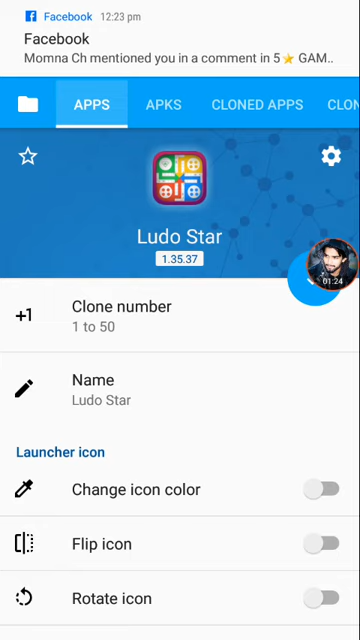 Facebook 12:23 pm
Facebook
Momna Ch mentioned you in a comment in 5⭐ GAM..
APPS APKS CLONED APPS CLON
Ludo Star
1.35.37
01:24
+1 Clone number
1 to 50
Name
Ludo Star
Launcher icon
Change icon color
Flip icon
Rotate icon